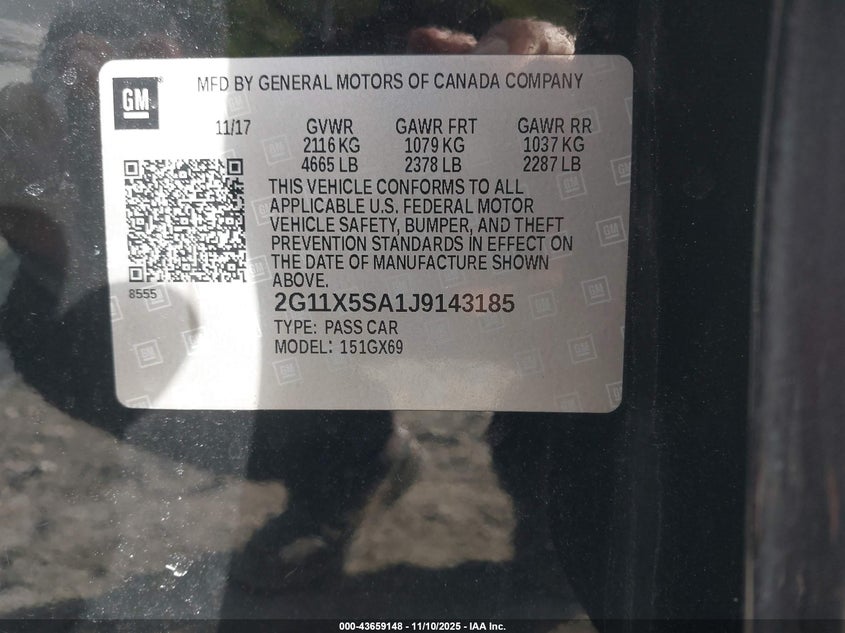 GM
MFD BY GENERAL MOTORS OF CANADA COMPANY
11/17 GVWR GAWR FRT GAWR RR
2116 KG 1079 KG 1037 KG
4665 LB 2378 LB 2287 LB
THIS VEHICLE CONFORMS TO ALL
APPLICABLE U.S. FEDERAL MOTOR
VEHICLE SAFETY, BUMPER, AND THEFT
PREVENTION STANDARDS IN EFFECT ON
THE DATE OF MANUFACTURE SHOWN
ABOVE.
8555
2G11X5SA1J9143185
TYPE: PASS CAR
MODEL: 151GX69
000-43659148 - 11/10/2025 - IAA Inc.